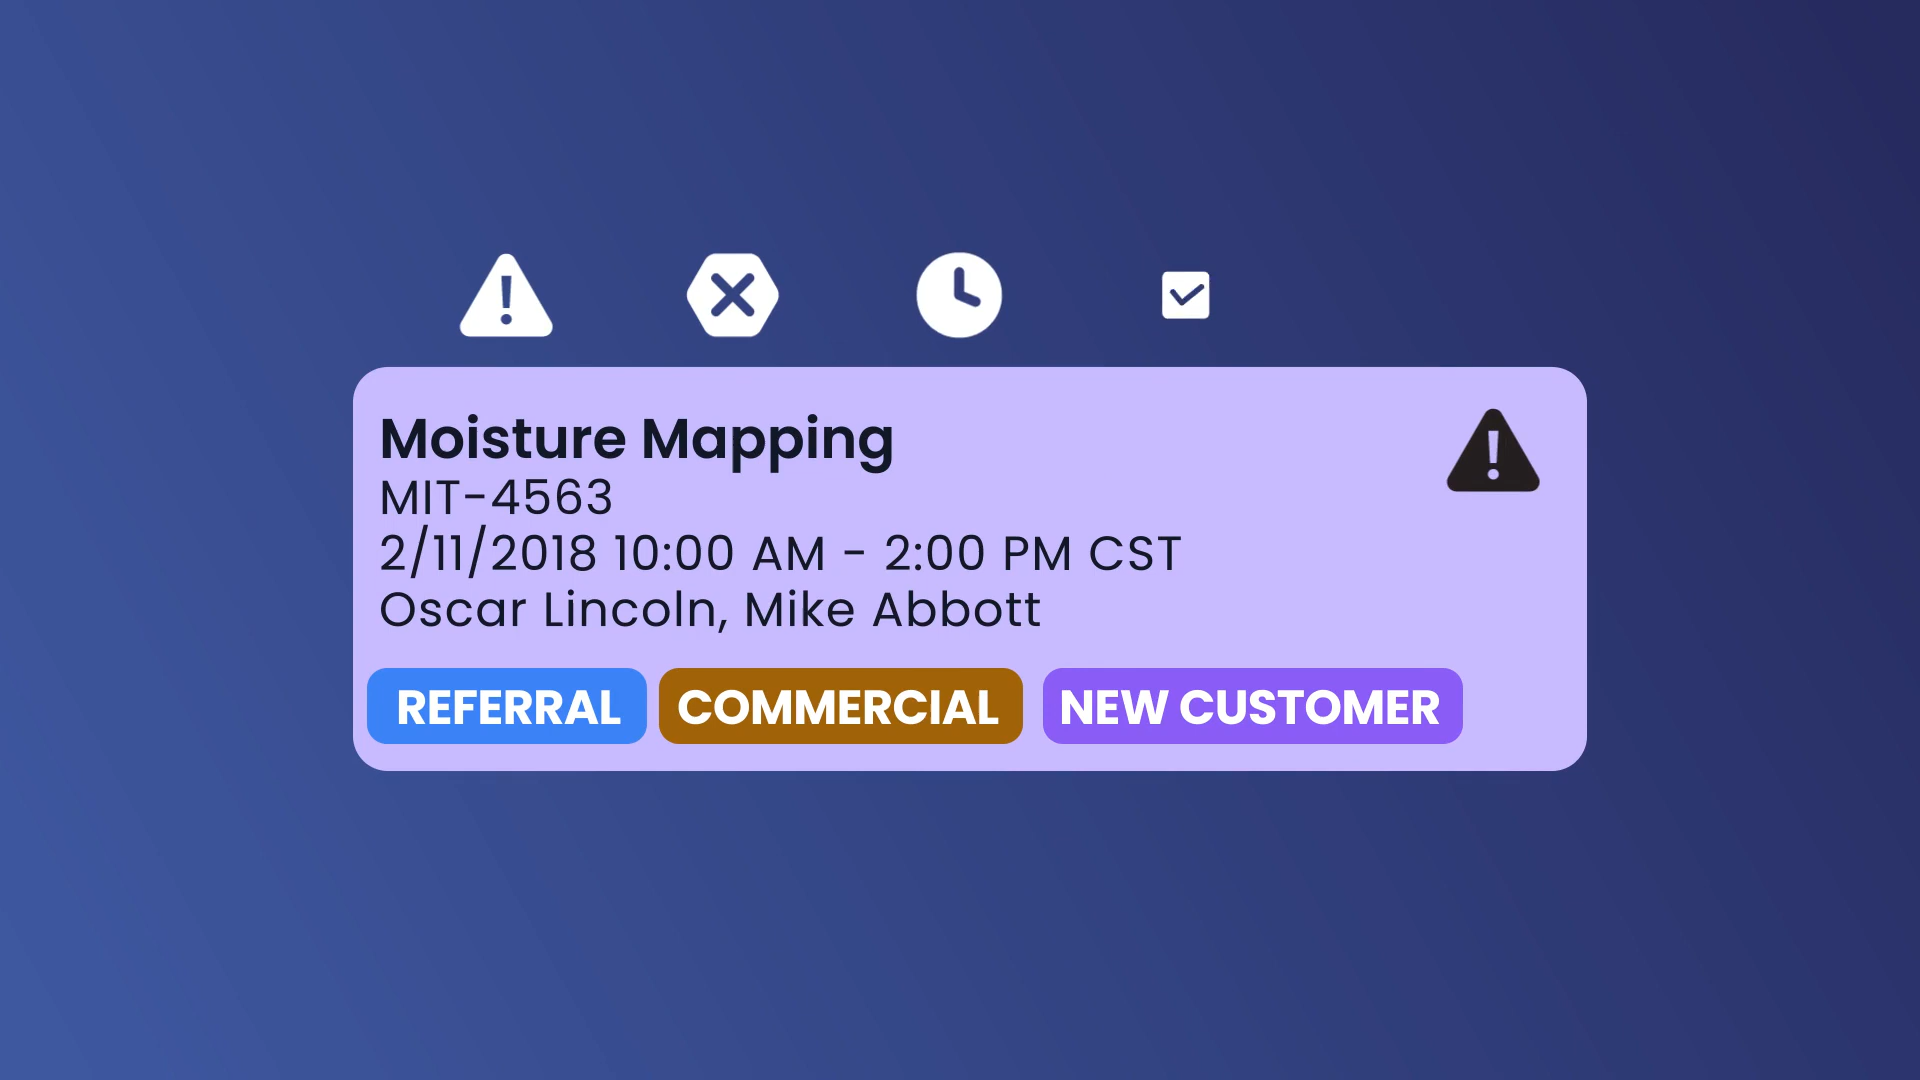 Moisture Mapping
MIT-4563
2/11/2018 10:00 AM - 2:00 PM CST
Oscar Lincoln, Mike Abbott
REFERRAL COMMERCIAL NEW CUSTOMER